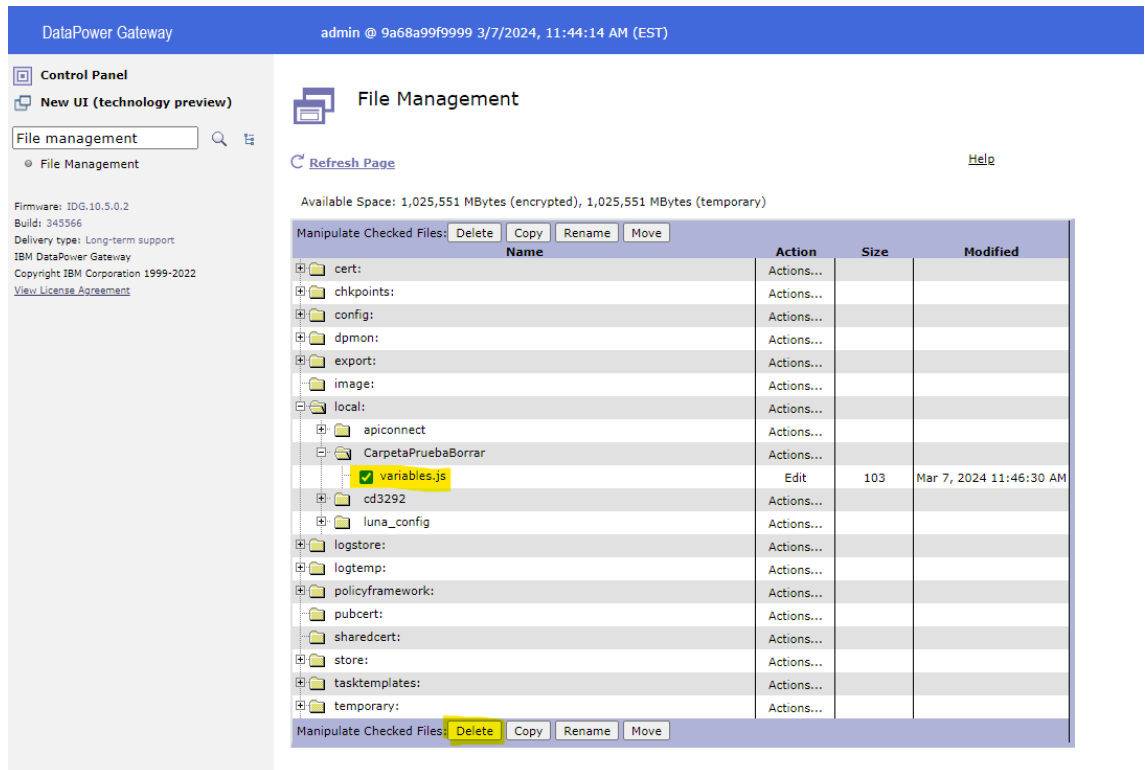 DataPower Gateway
admin @ 9a68a99f9999 3/7/2024, 11:44:14 AM (EST)
Control Panel
New UI (technology preview)
File management
File Management
Firmware: IDG.10.5.0.2
Build: 345566
Delivery type: Long-term support
IBM DataPower Gateway
Copyright IBM Corporation 1999-2022
View License Agreement
File Management
Refresh Page
Help
Available Space: 1,025,551 MBytes (encrypted), 1,025,551 MBytes (temporary)
Manipulate Checked Files: Delete Copy Rename Move
Name Action Size Modified
cert: Actions...
chkpoints: Actions...
config: Actions...
dpmon: Actions...
export: Actions...
image: Actions...
local: Actions...
apiconnect Actions...
CarpetaPruebaBorrar Actions...
variables.js Edit 103 Mar 7, 2024 11:46:30 AM
cd3292 Actions...
luna_config Actions...
logstore: Actions...
logtemp: Actions...
policyframework: Actions...
pubcert: Actions...
sharedcert: Actions...
store: Actions...
tasktemplates: Actions...
temporary: Actions...
Manipulate Checked Files: Delete Copy Rename Move